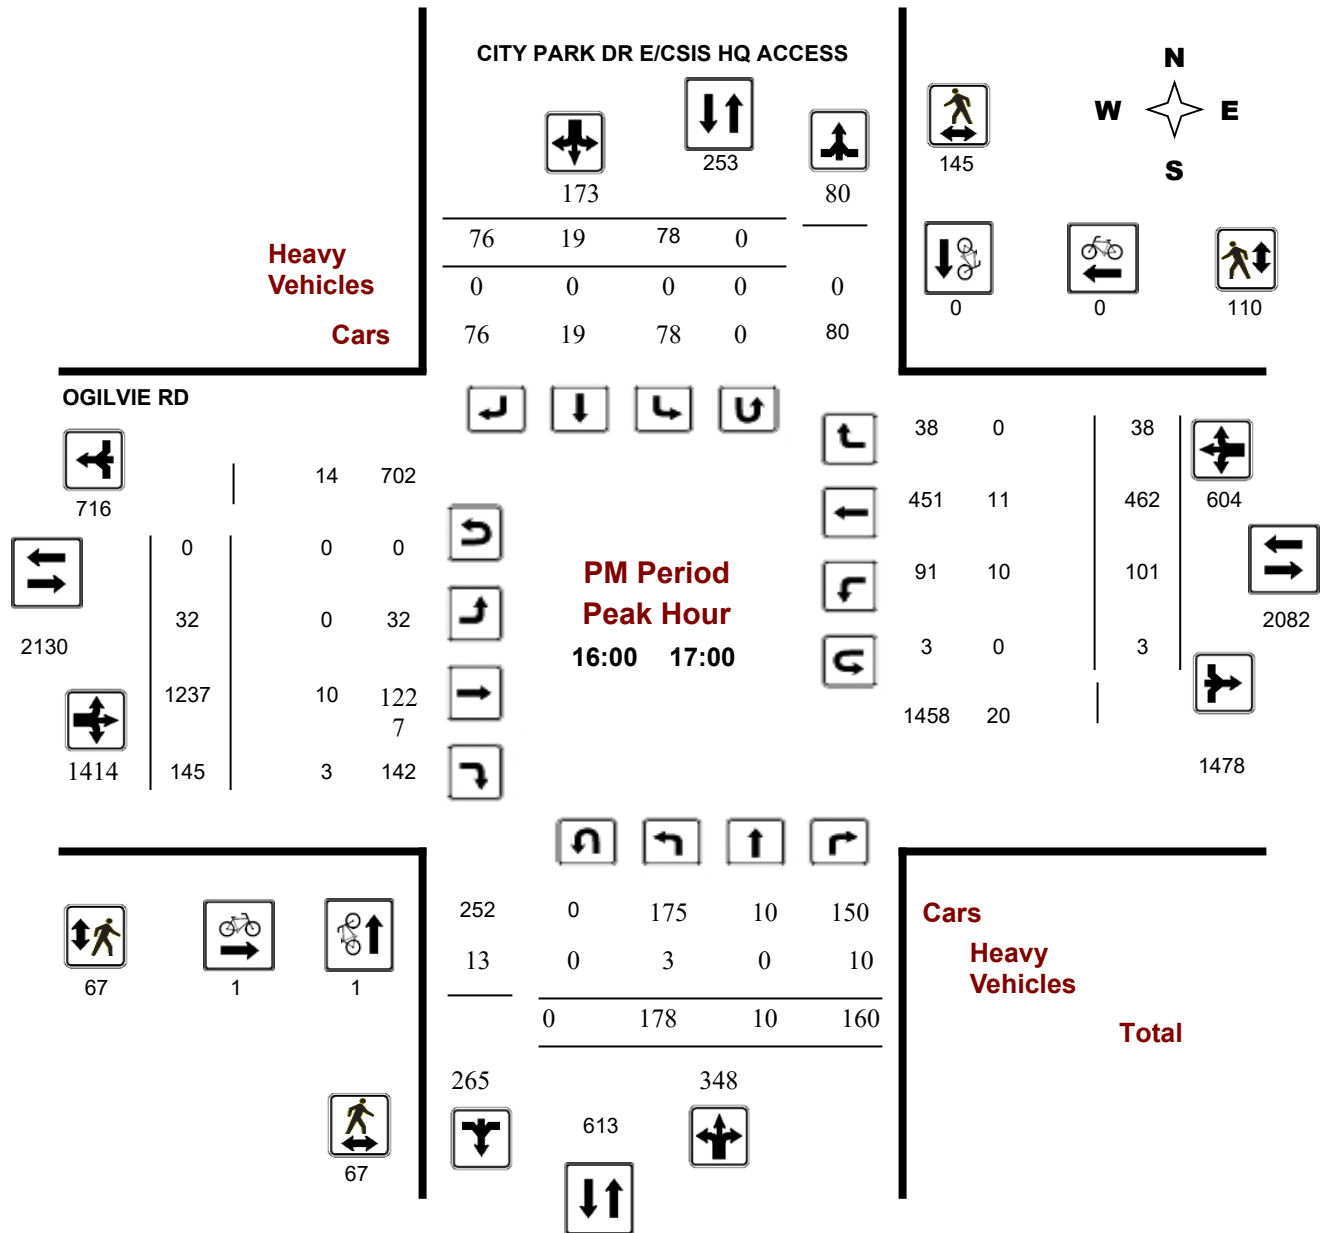 CITY PARK DR E/CSIS HQ ACCESS
N
W E
S
253
145
173 80
76 19 78 0
Heavy
Vehicles
0 0 0 0 0
0 0 110
Cars
76 19 78 0 80
OGILVIE RD
38 0 38
14 702
716
451 11 462 604
0 0 0
PM Period
91 10 101
Peak Hour
32 0 32
2130
2082
16:00 17:00
3 0 3
1237 10 122
7
1458 20
1414 145 3 142
1478
252 0 175 10 150
Cars
13 0 3 0 10
Heavy
Vehicles
67 1 1
0 178 10 160
Total
265 348
613
67